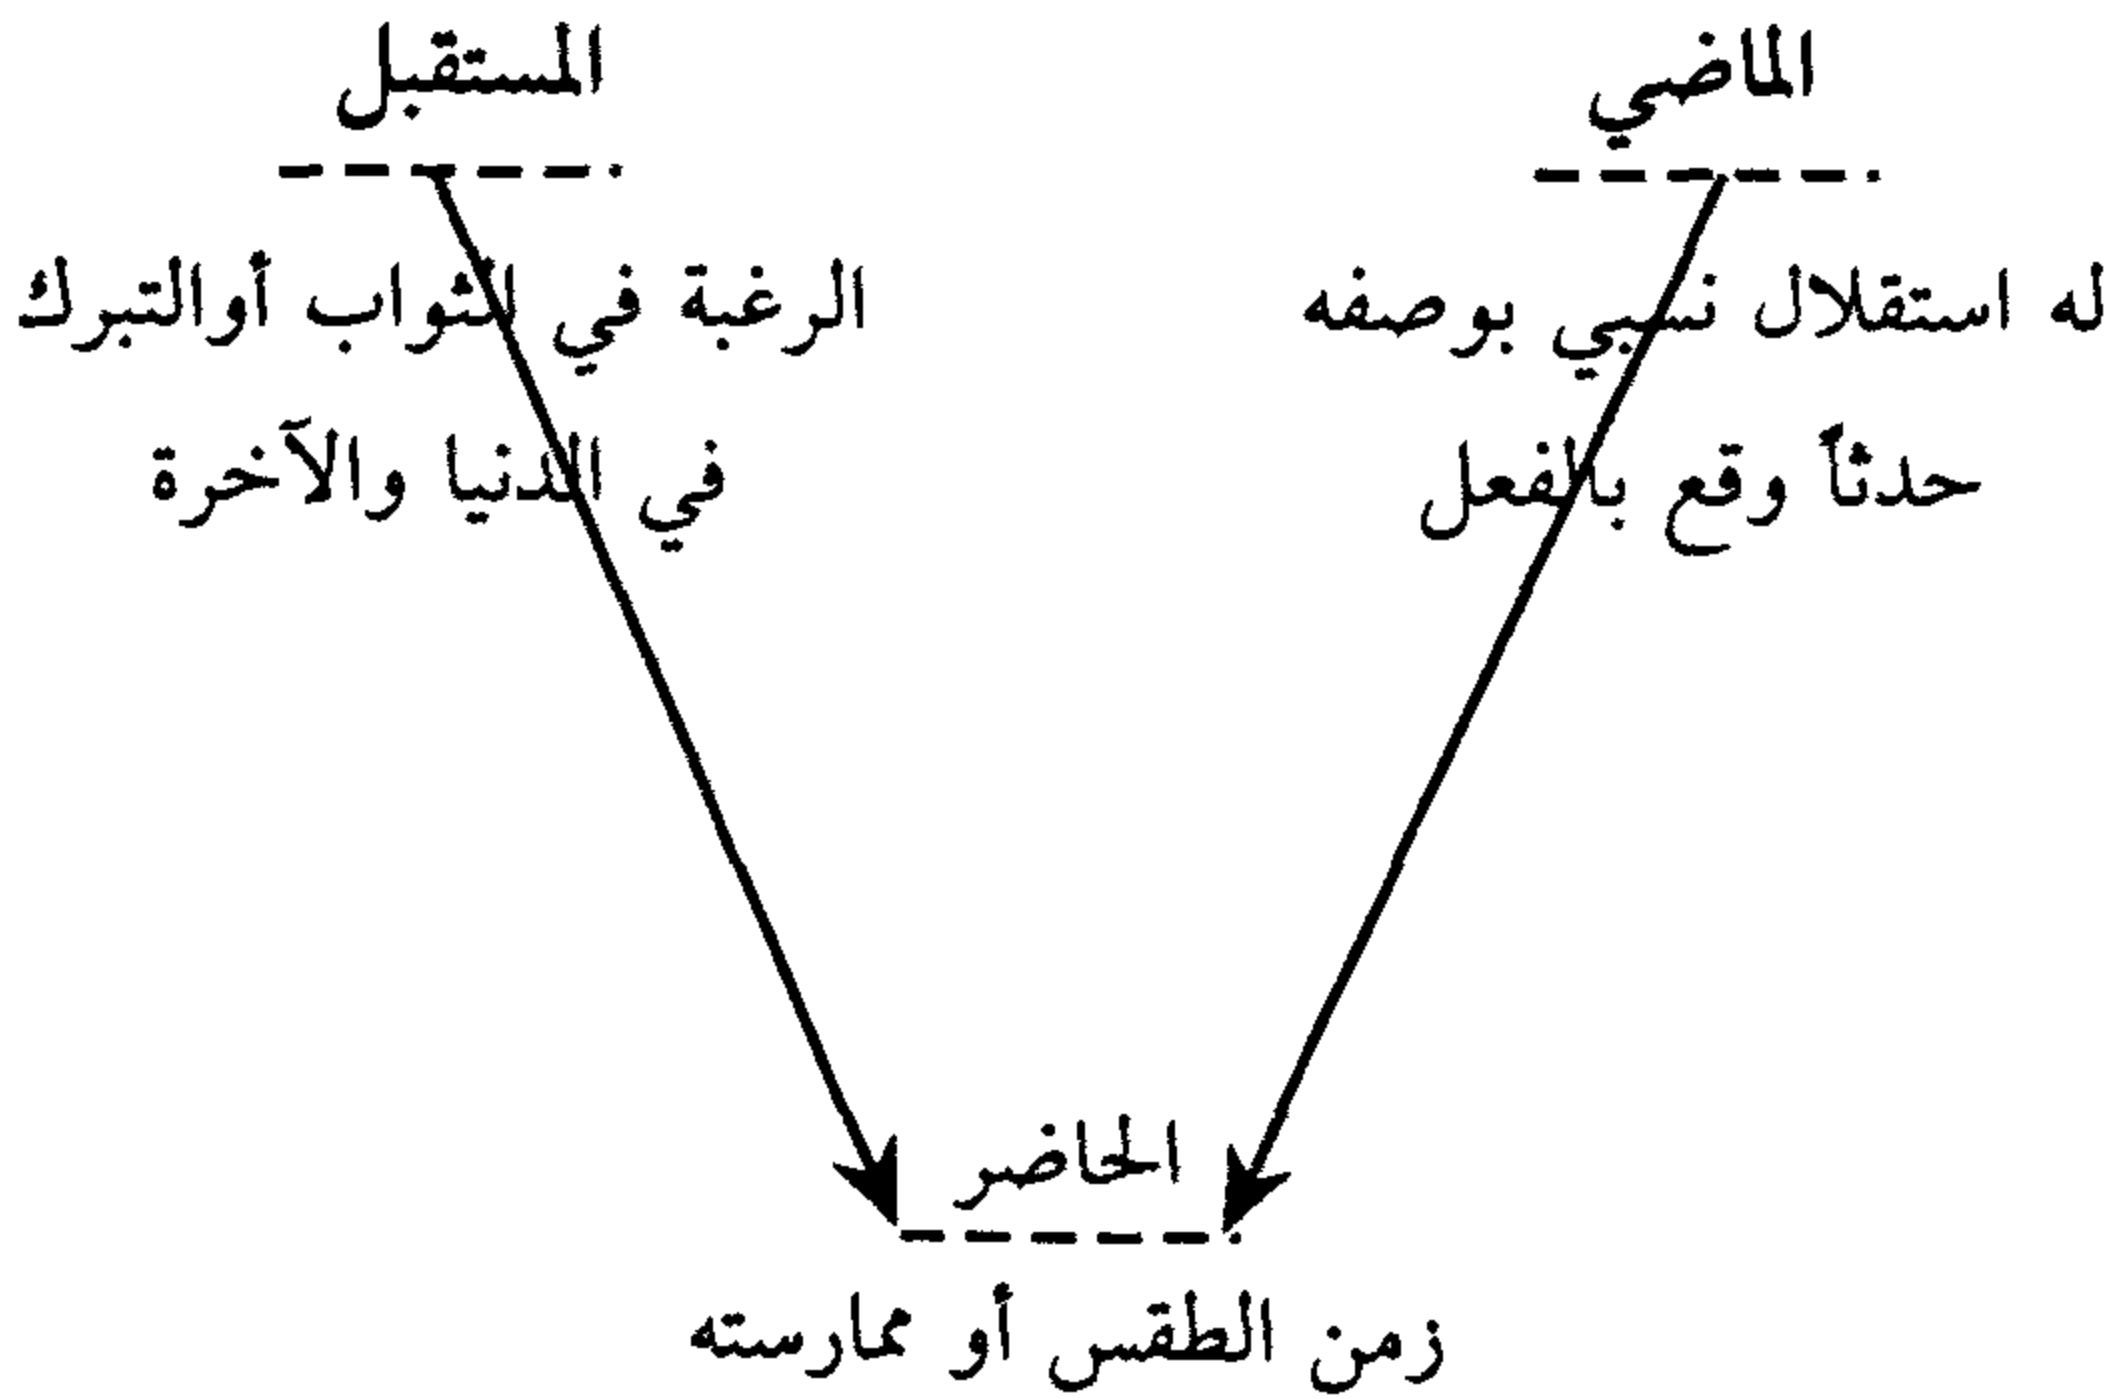 الماضي
له استقلال نسبي بوصفه
حدثاً وقع بالفعل
المستقبل
الرغبة في الثواب أوالتبرك
في الدنيا والآخرة
الحاضر
زمن الطقس أو ممارسته